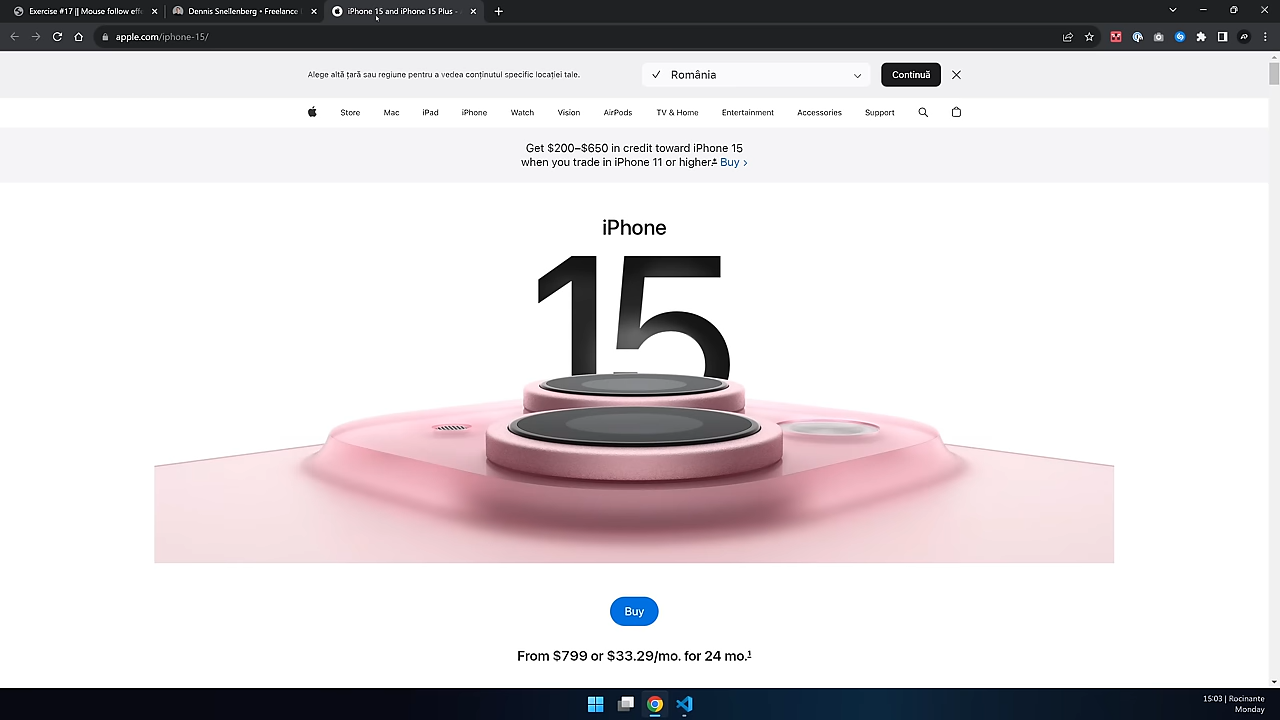 Exercise #17 || Mouse follow eff
Dennis Snellenberg • Freelance
iPhone 15 and iPhone 15 Plus -
apple.com/iphone-15/
Alege altă țară sau regiune pentru a vedea conținutul specific locației tale.
România
Continuă
Store Mac iPad iPhone Watch Vision AirPods TV & Home Entertainment Accessories Support
Get $200–$650 in credit toward iPhone 15
when you trade in iPhone 11 or higher.* Buy >
iPhone
15
Buy
From $799 or $33.29/mo. for 24 mo.¹
15:03 | Rocinante
Monday